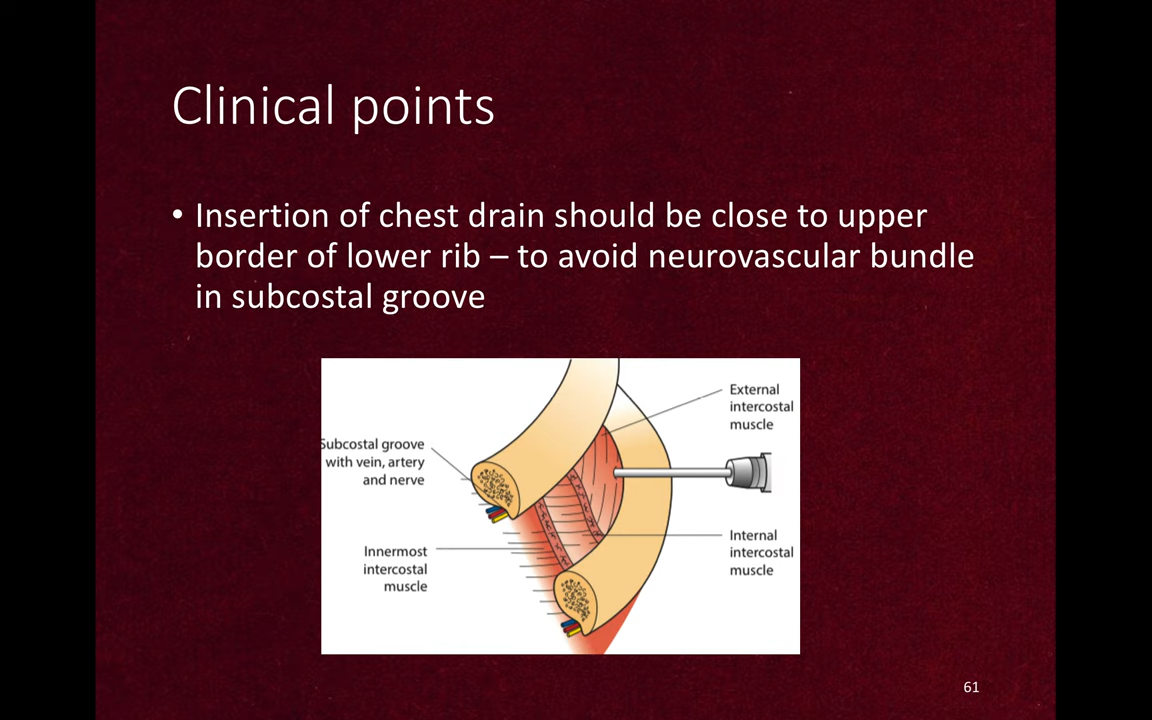 Clinical points
• Insertion of chest drain should be close to upper
border of lower rib – to avoid neurovascular bundle
in subcostal groove
Subcostal groove
with vein, artery
and nerve
Innermost
intercostal
muscle
External
intercostal
muscle
Internal
intercostal
muscle
61